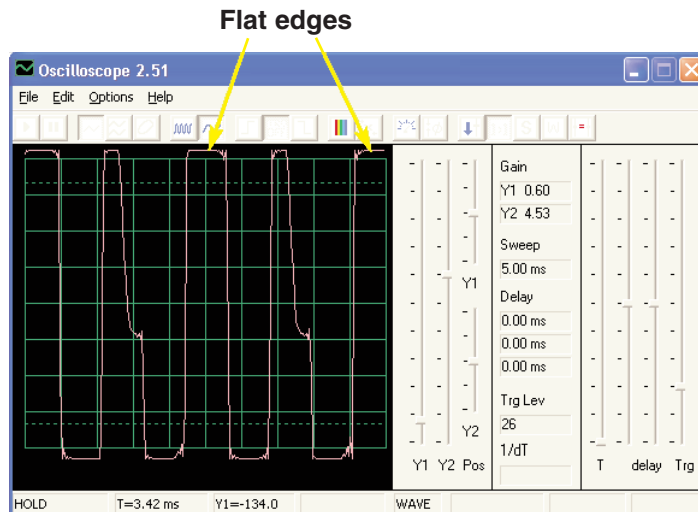 Flat edges
Oscilloscope 2.51
File Edit Options Help
S W =
Gain
Y1 0.60
Y2 4.53
Sweep
5.00 ms
Delay
0.00 ms
0.00 ms
0.00 ms
Trg Lev
26
1/dT
Y1
Y2
Y1 Y2 Pos
T delay Trg
HOLD T=3.42 ms Y1=-134.0 WAVE